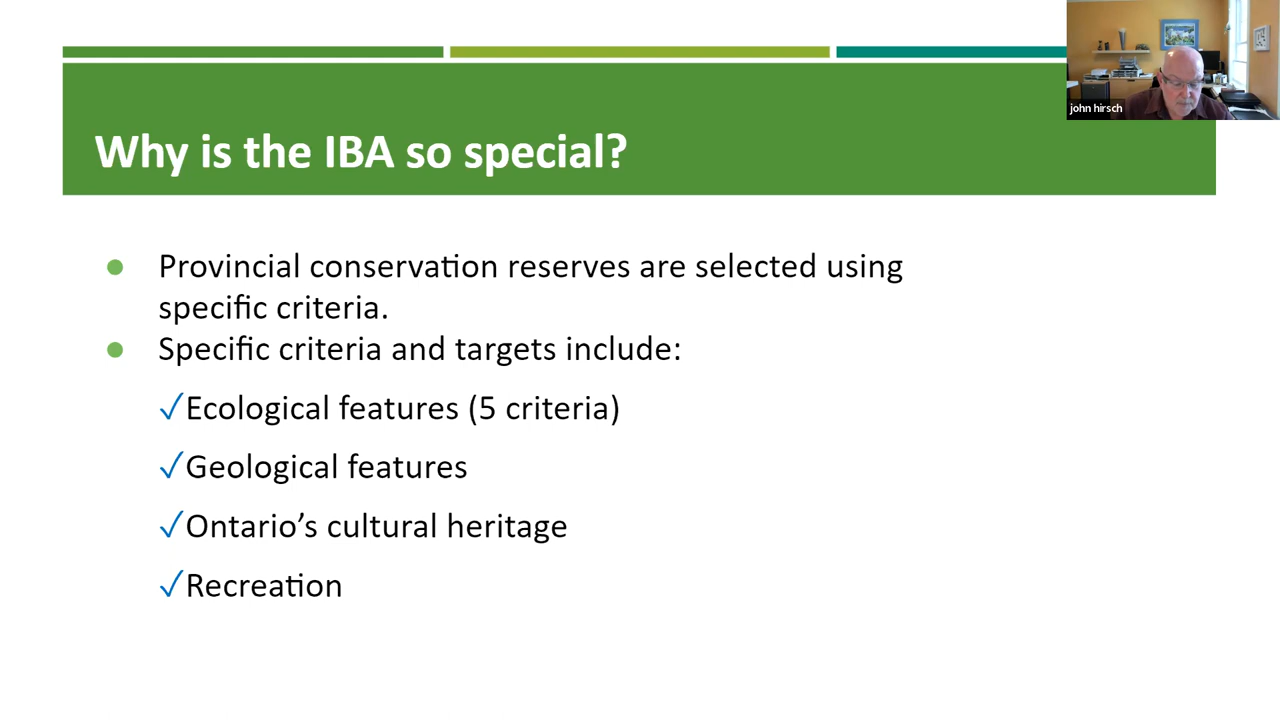 john hirsch
Why is the IBA so special?
● Provincial conservation reserves are selected using
specific criteria.
● Specific criteria and targets include:
✓Ecological features (5 criteria)
✓Geological features
✓Ontario’s cultural heritage
✓Recreation